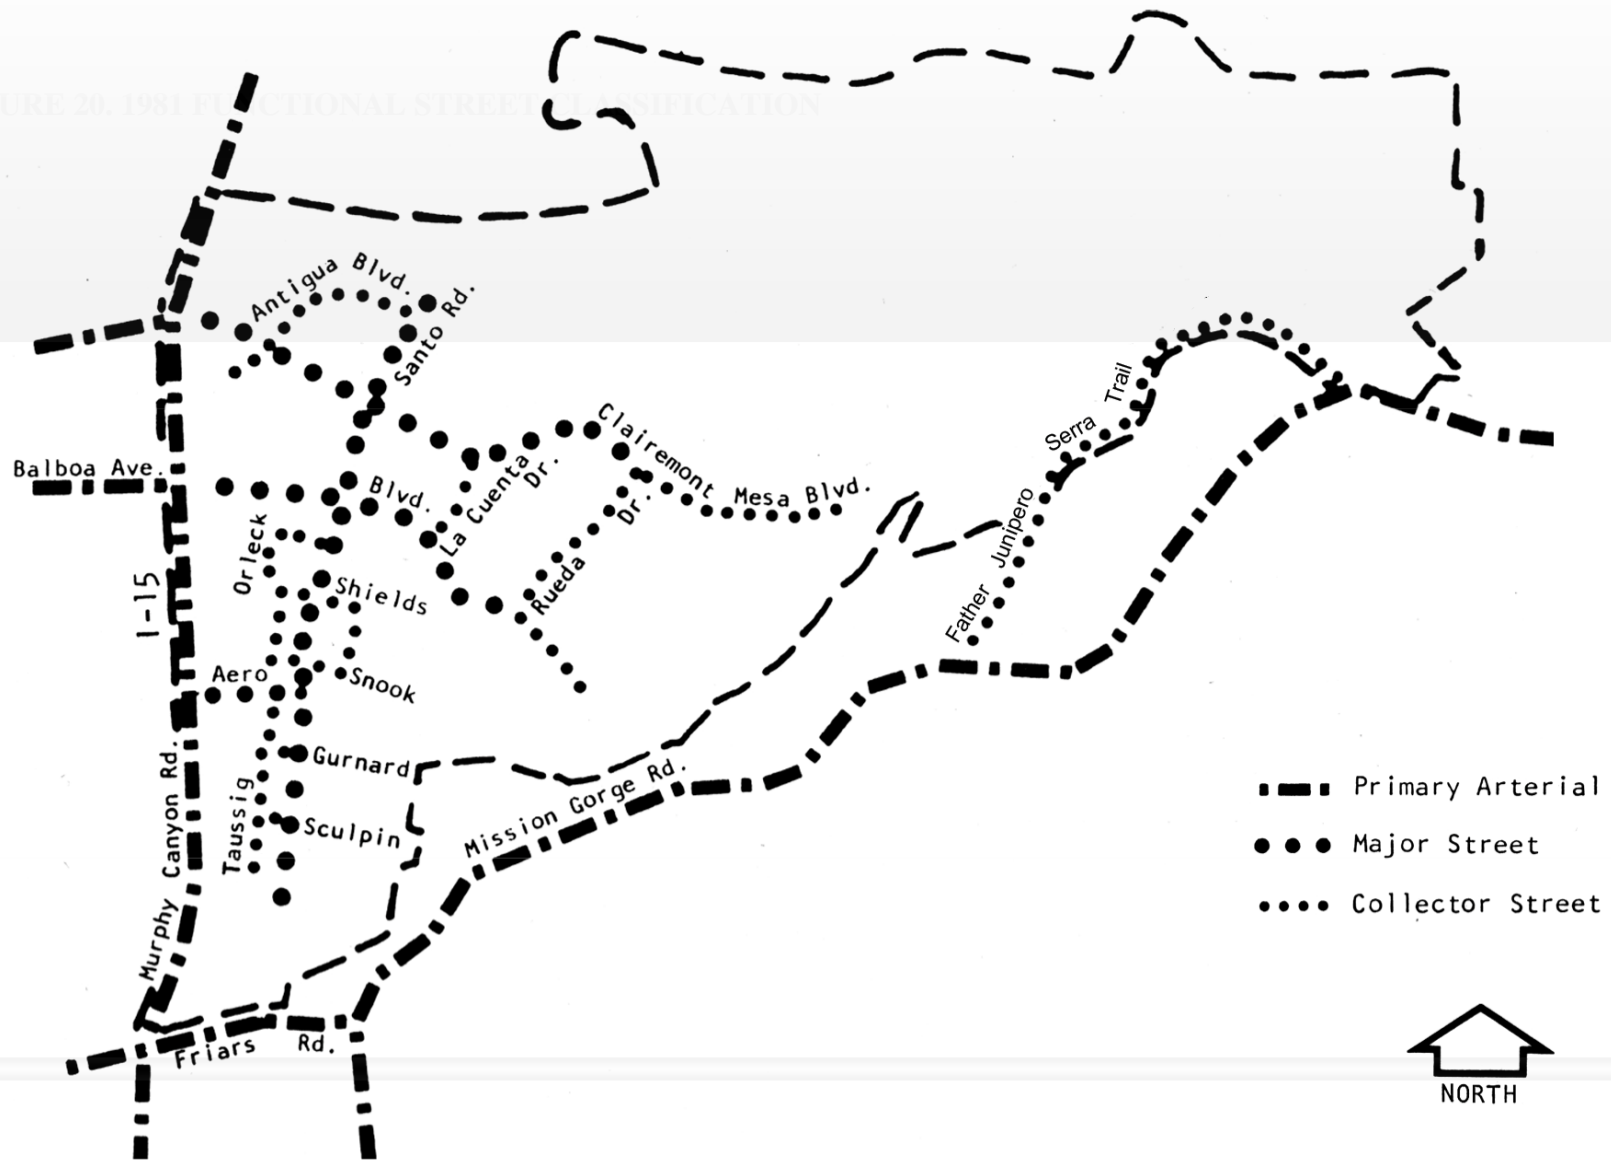 URE 20. 1981 FUNCTIONAL STREET CLASSIFICATION
Antigua Blvd.
Santo Rd.
Clairemont Mesa Blvd.
Balboa Ave.
Blvd.
La Cuenta Dr.
Rueda Dr.
Orleck
Shields
I-15
Aero
Snook
Gurnard
Sculpin
Taussig
Murphy Canyon Rd.
Friars Rd.
Mission Gorge Rd.
Father Junipero Serra Trail
Primary Arterial
Major Street
Collector Street
NORTH